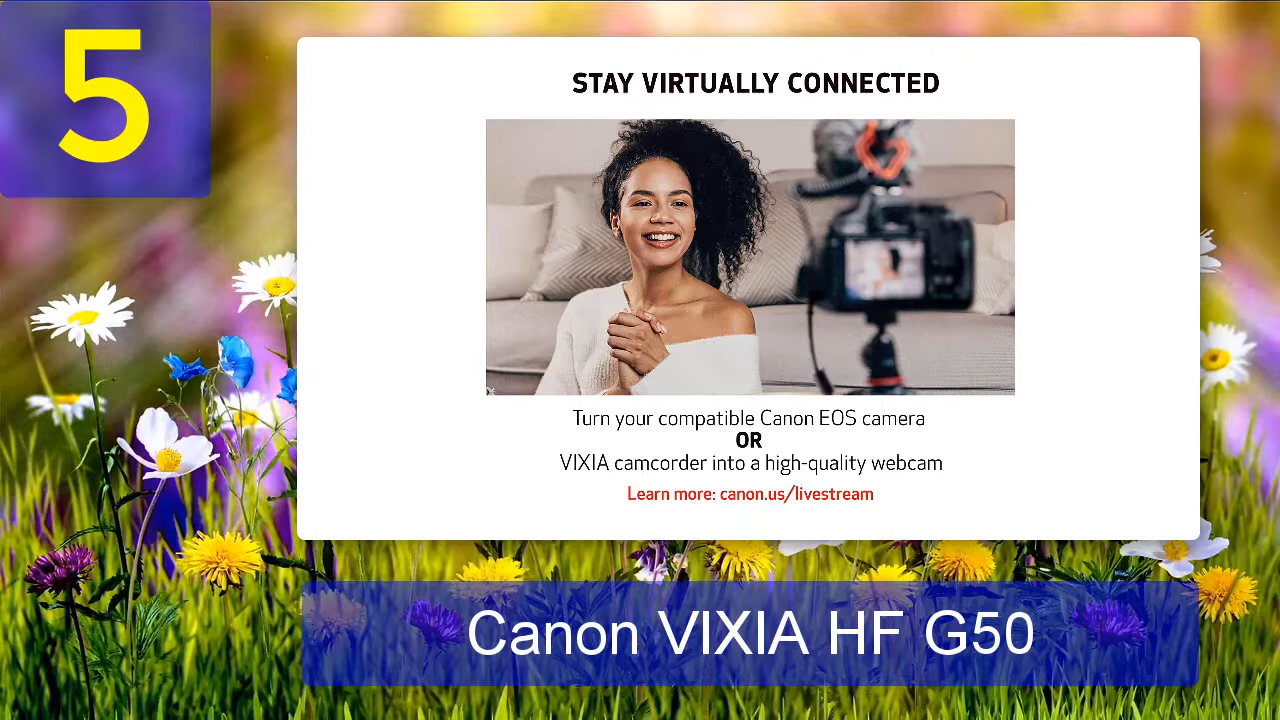 5
STAY VIRTUALLY CONNECTED
Turn your compatible Canon EOS camera
OR
VIXIA camcorder into a high-quality webcam
Learn more: canon.us/livestream
Canon VIXIA HF G50